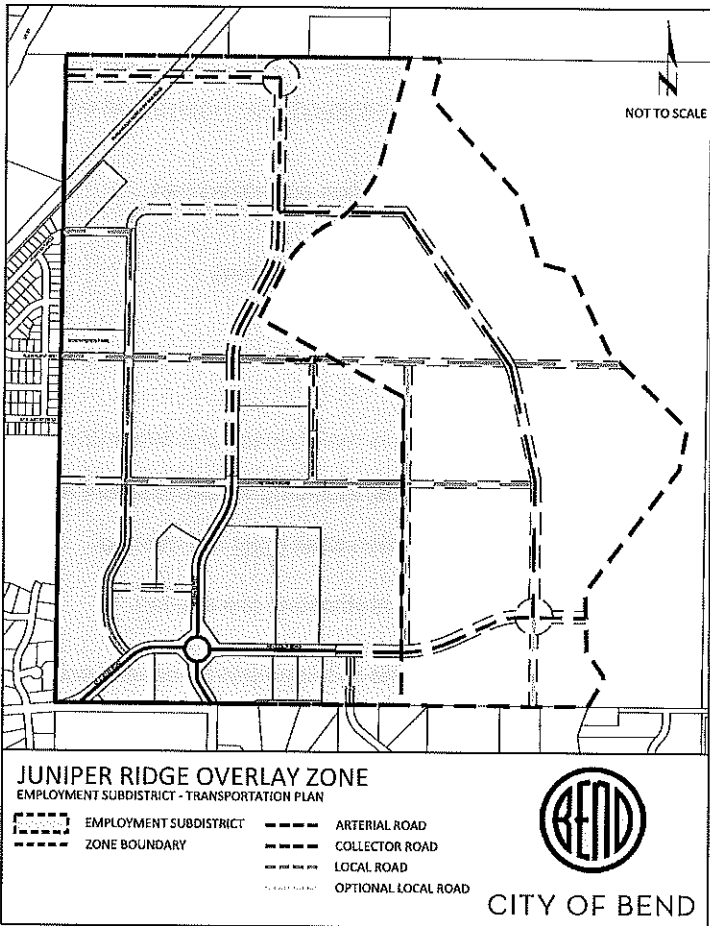 N
NOT TO SCALE
JUNIPER RIDGE OVERLAY ZONE
EMPLOYMENT SUBDISTRICT - TRANSPORTATION PLAN
EMPLOYMENT SUBDISTRICT
ZONE BOUNDARY
ARTERIAL ROAD
COLLECTOR ROAD
LOCAL ROAD
OPTIONAL LOCAL ROAD
BEND
CITY OF BEND